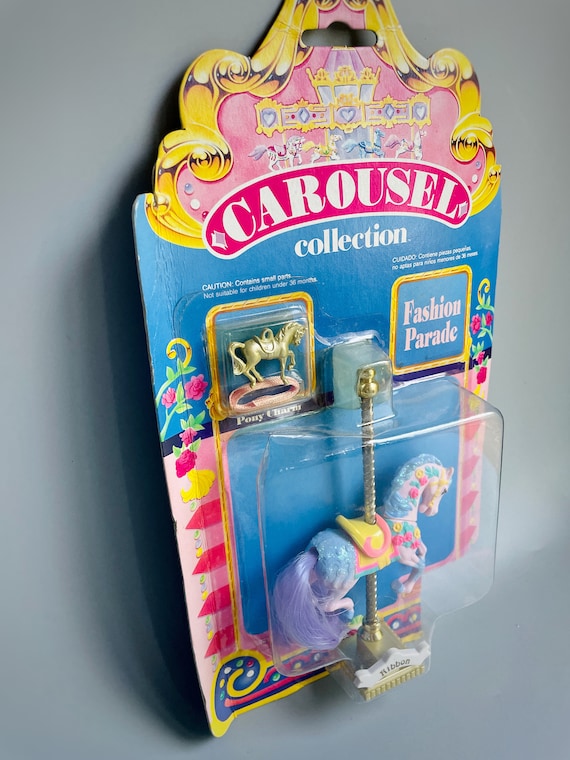 CAROUSEL
collection
CAUTION: Contains small parts.
Not suitable for children under 36 months.
CUIDADO: Contiene piezas pequeñas,
no aptas para niños menores de 36 meses
Fashion
Parade
Pony Charm
Ribbon